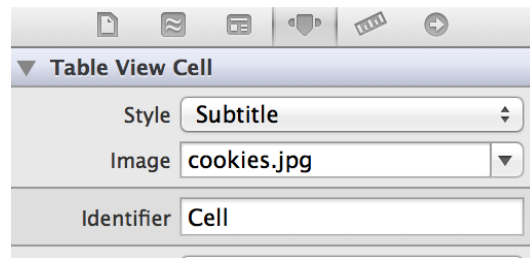 Table View Cell
Style Subtitle
Image cookies.jpg
Identifier Cell